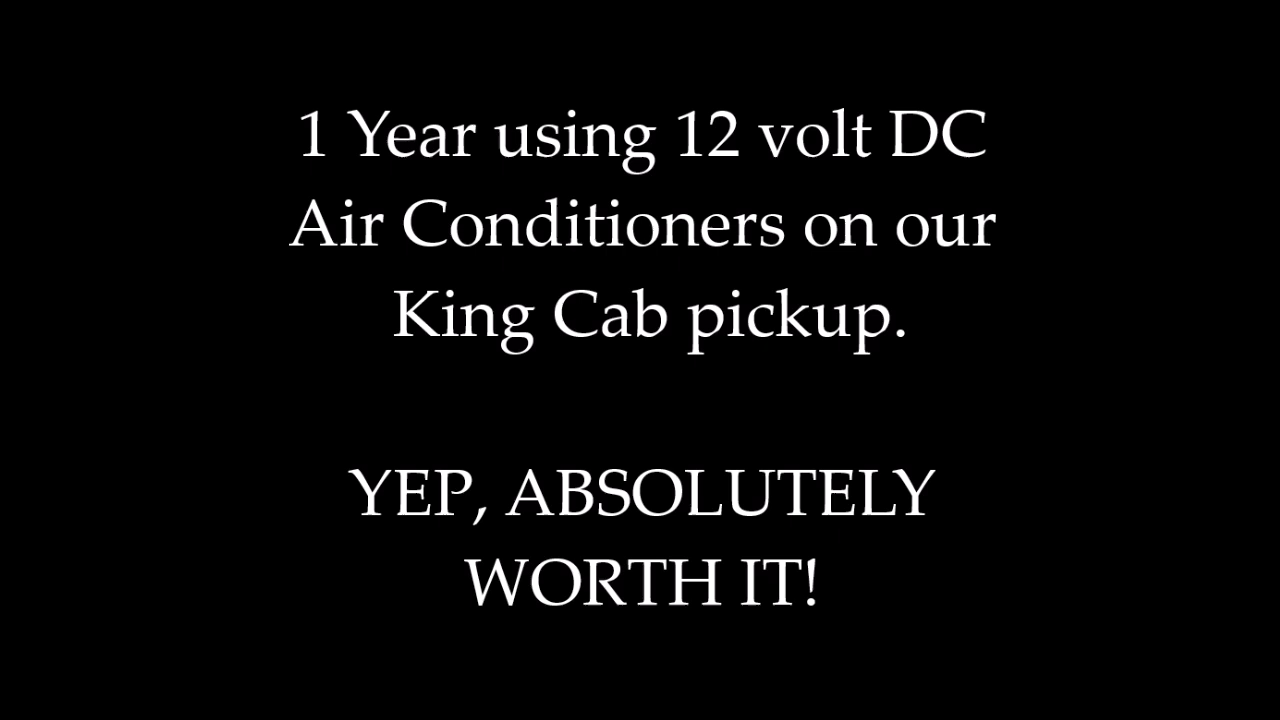 1 Year using 12 volt DC
Air Conditioners on our
King Cab pickup.
YEP, ABSOLUTELY
WORTH IT!